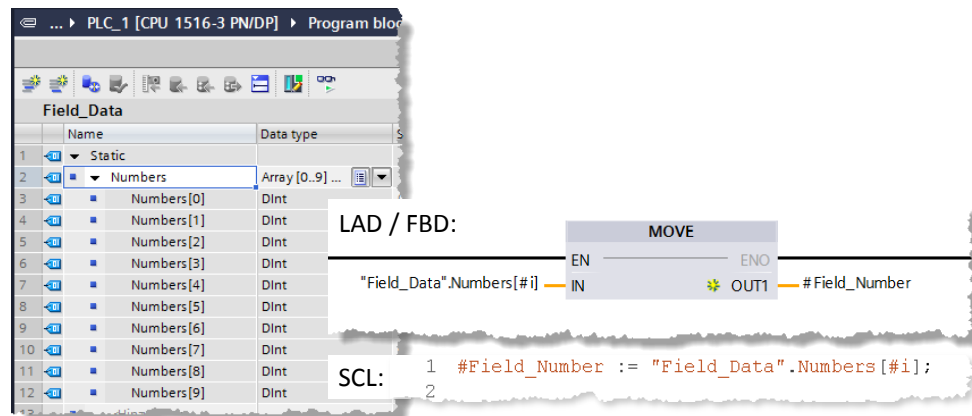 ... PLC_1 [CPU 1516-3 PN/DP] Program bloc
Field_Data
Name Data type S
1 Static
2 Numbers Array [0..9] ...
3 Numbers[0] DInt
4 Numbers[1] DInt
5 Numbers[2] DInt
6 Numbers[3] DInt
7 Numbers[4] DInt
8 Numbers[5] DInt
9 Numbers[6] DInt
10 Numbers[7] DInt
11 Numbers[8] DInt
12 Numbers[9] DInt
LAD / FBD:
MOVE
EN ENO
"Field_Data".Numbers[#i] IN OUT1 #Field_Number
SCL:
1 #Field_Number := "Field_Data".Numbers[#i];
2